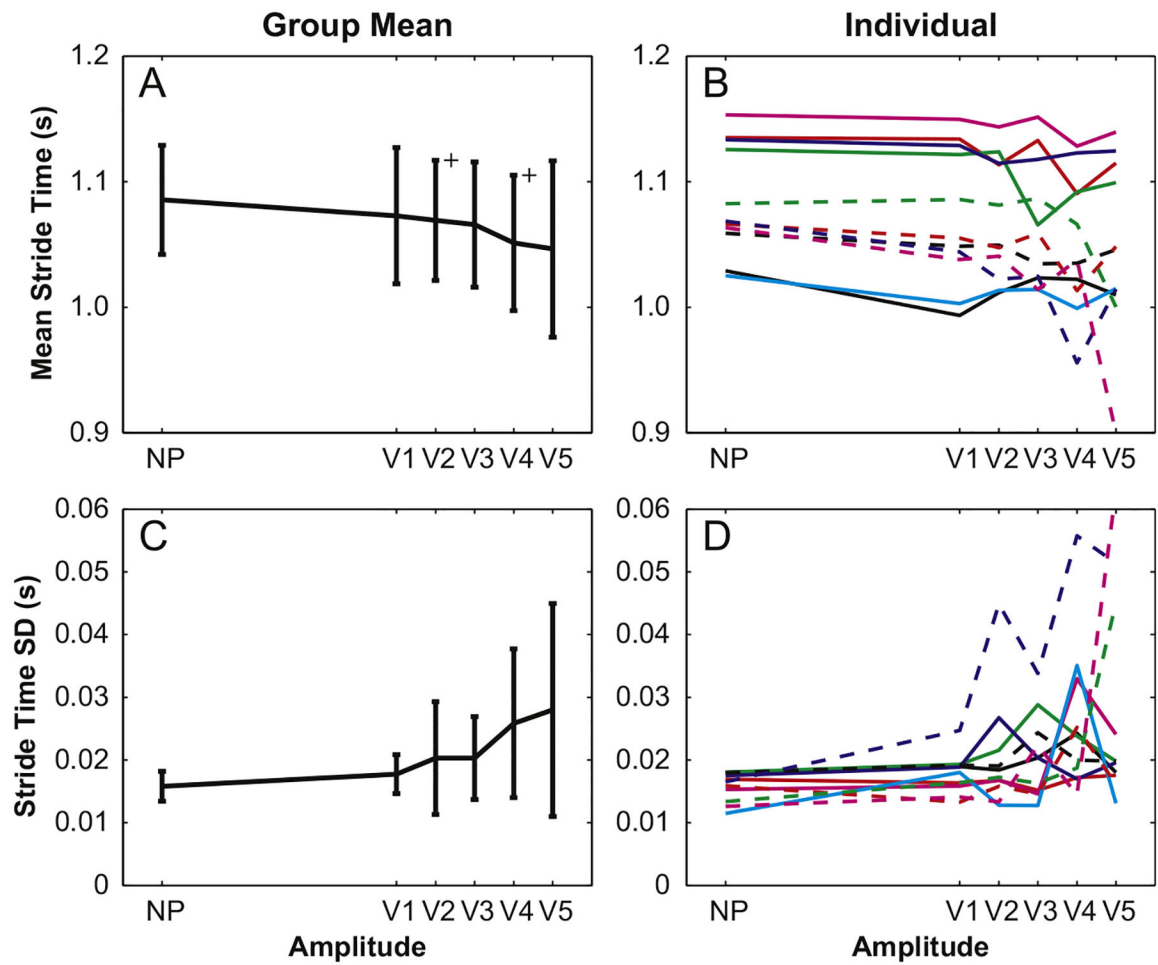 Group Mean
Individual
Mean Stride Time (s)
1.2
1.1
1.0
0.9
A
+
+
NP V1 V2 V3 V4 V5
1.2
1.1
1.0
0.9
B
NP V1 V2 V3 V4 V5
Stride Time SD (s)
0.06
0.05
0.04
0.03
0.02
0.01
0
C
NP V1 V2 V3 V4 V5
Amplitude
0.06
0.05
0.04
0.03
0.02
0.01
0
D
NP V1 V2 V3 V4 V5
Amplitude